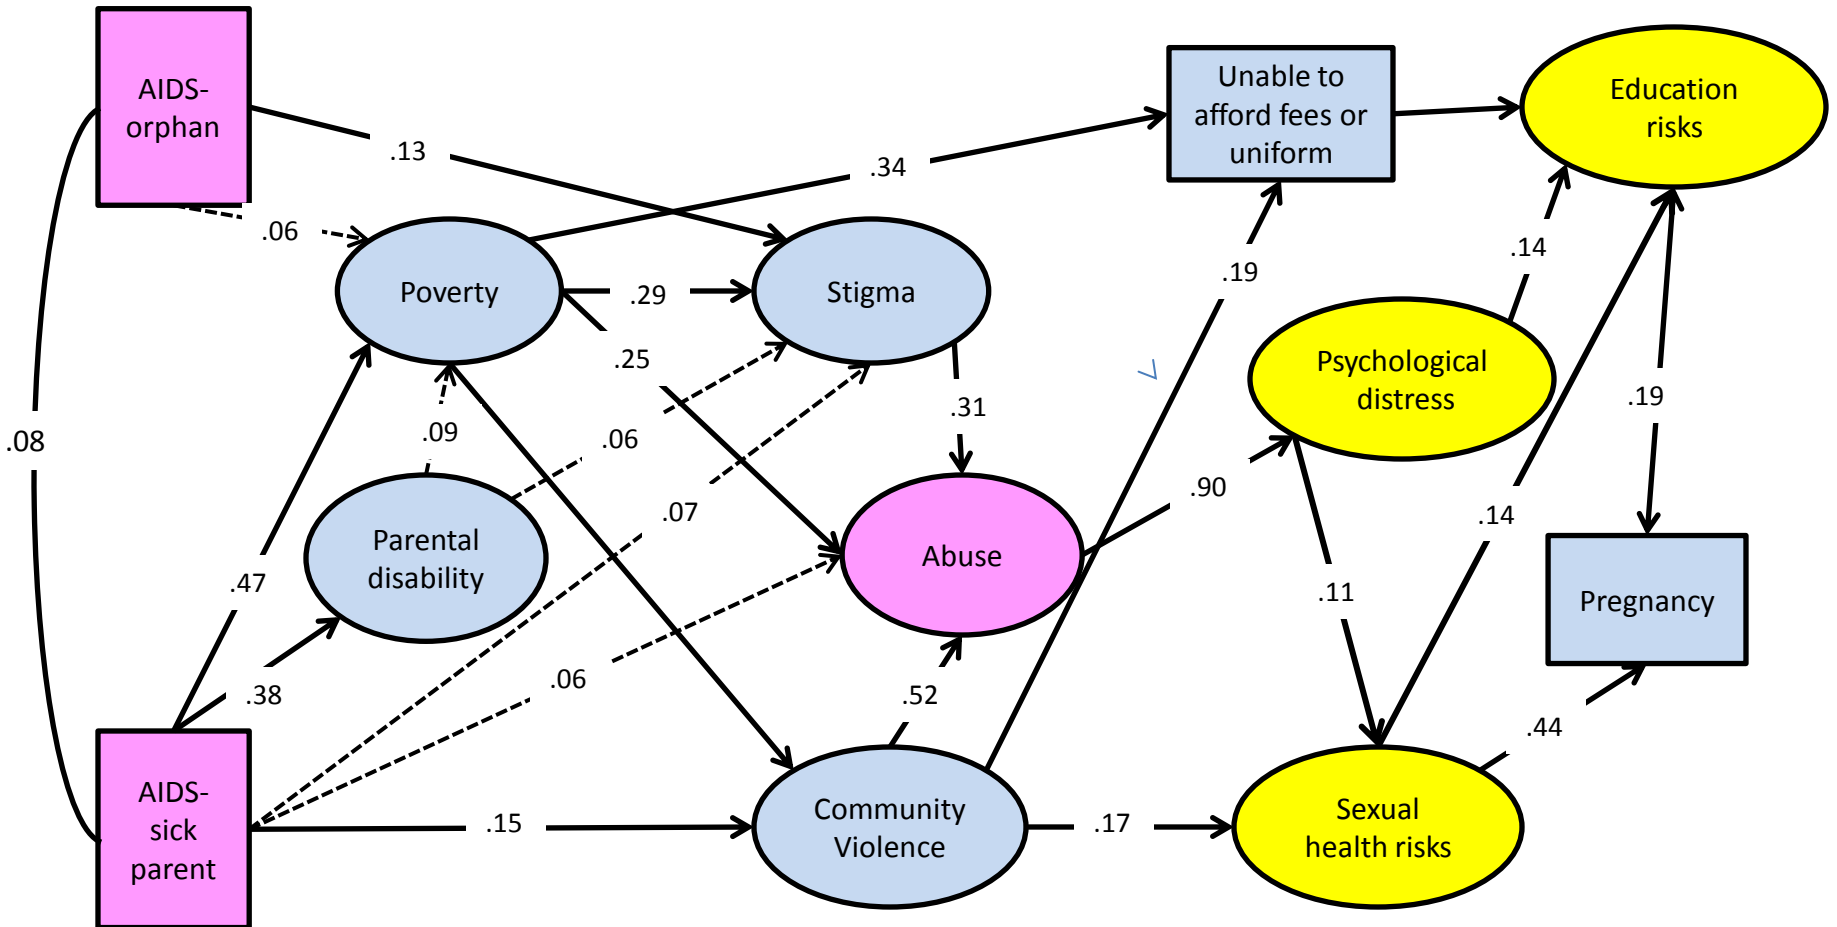 AIDS-
orphan
Unable to
afford fees or
uniform
Education
risks
.13
.34
.06
Poverty
.29
Stigma
.19
.14
.25
Psychological
distress
.08
.09
.06
.31
.19
.90
.07
.14
Parental
disability
Abuse
.47
.11
Pregnancy
.38
.06
.52
.44
AIDS-
sick
parent
.15
Community
Violence
.17
Sexual
health risks